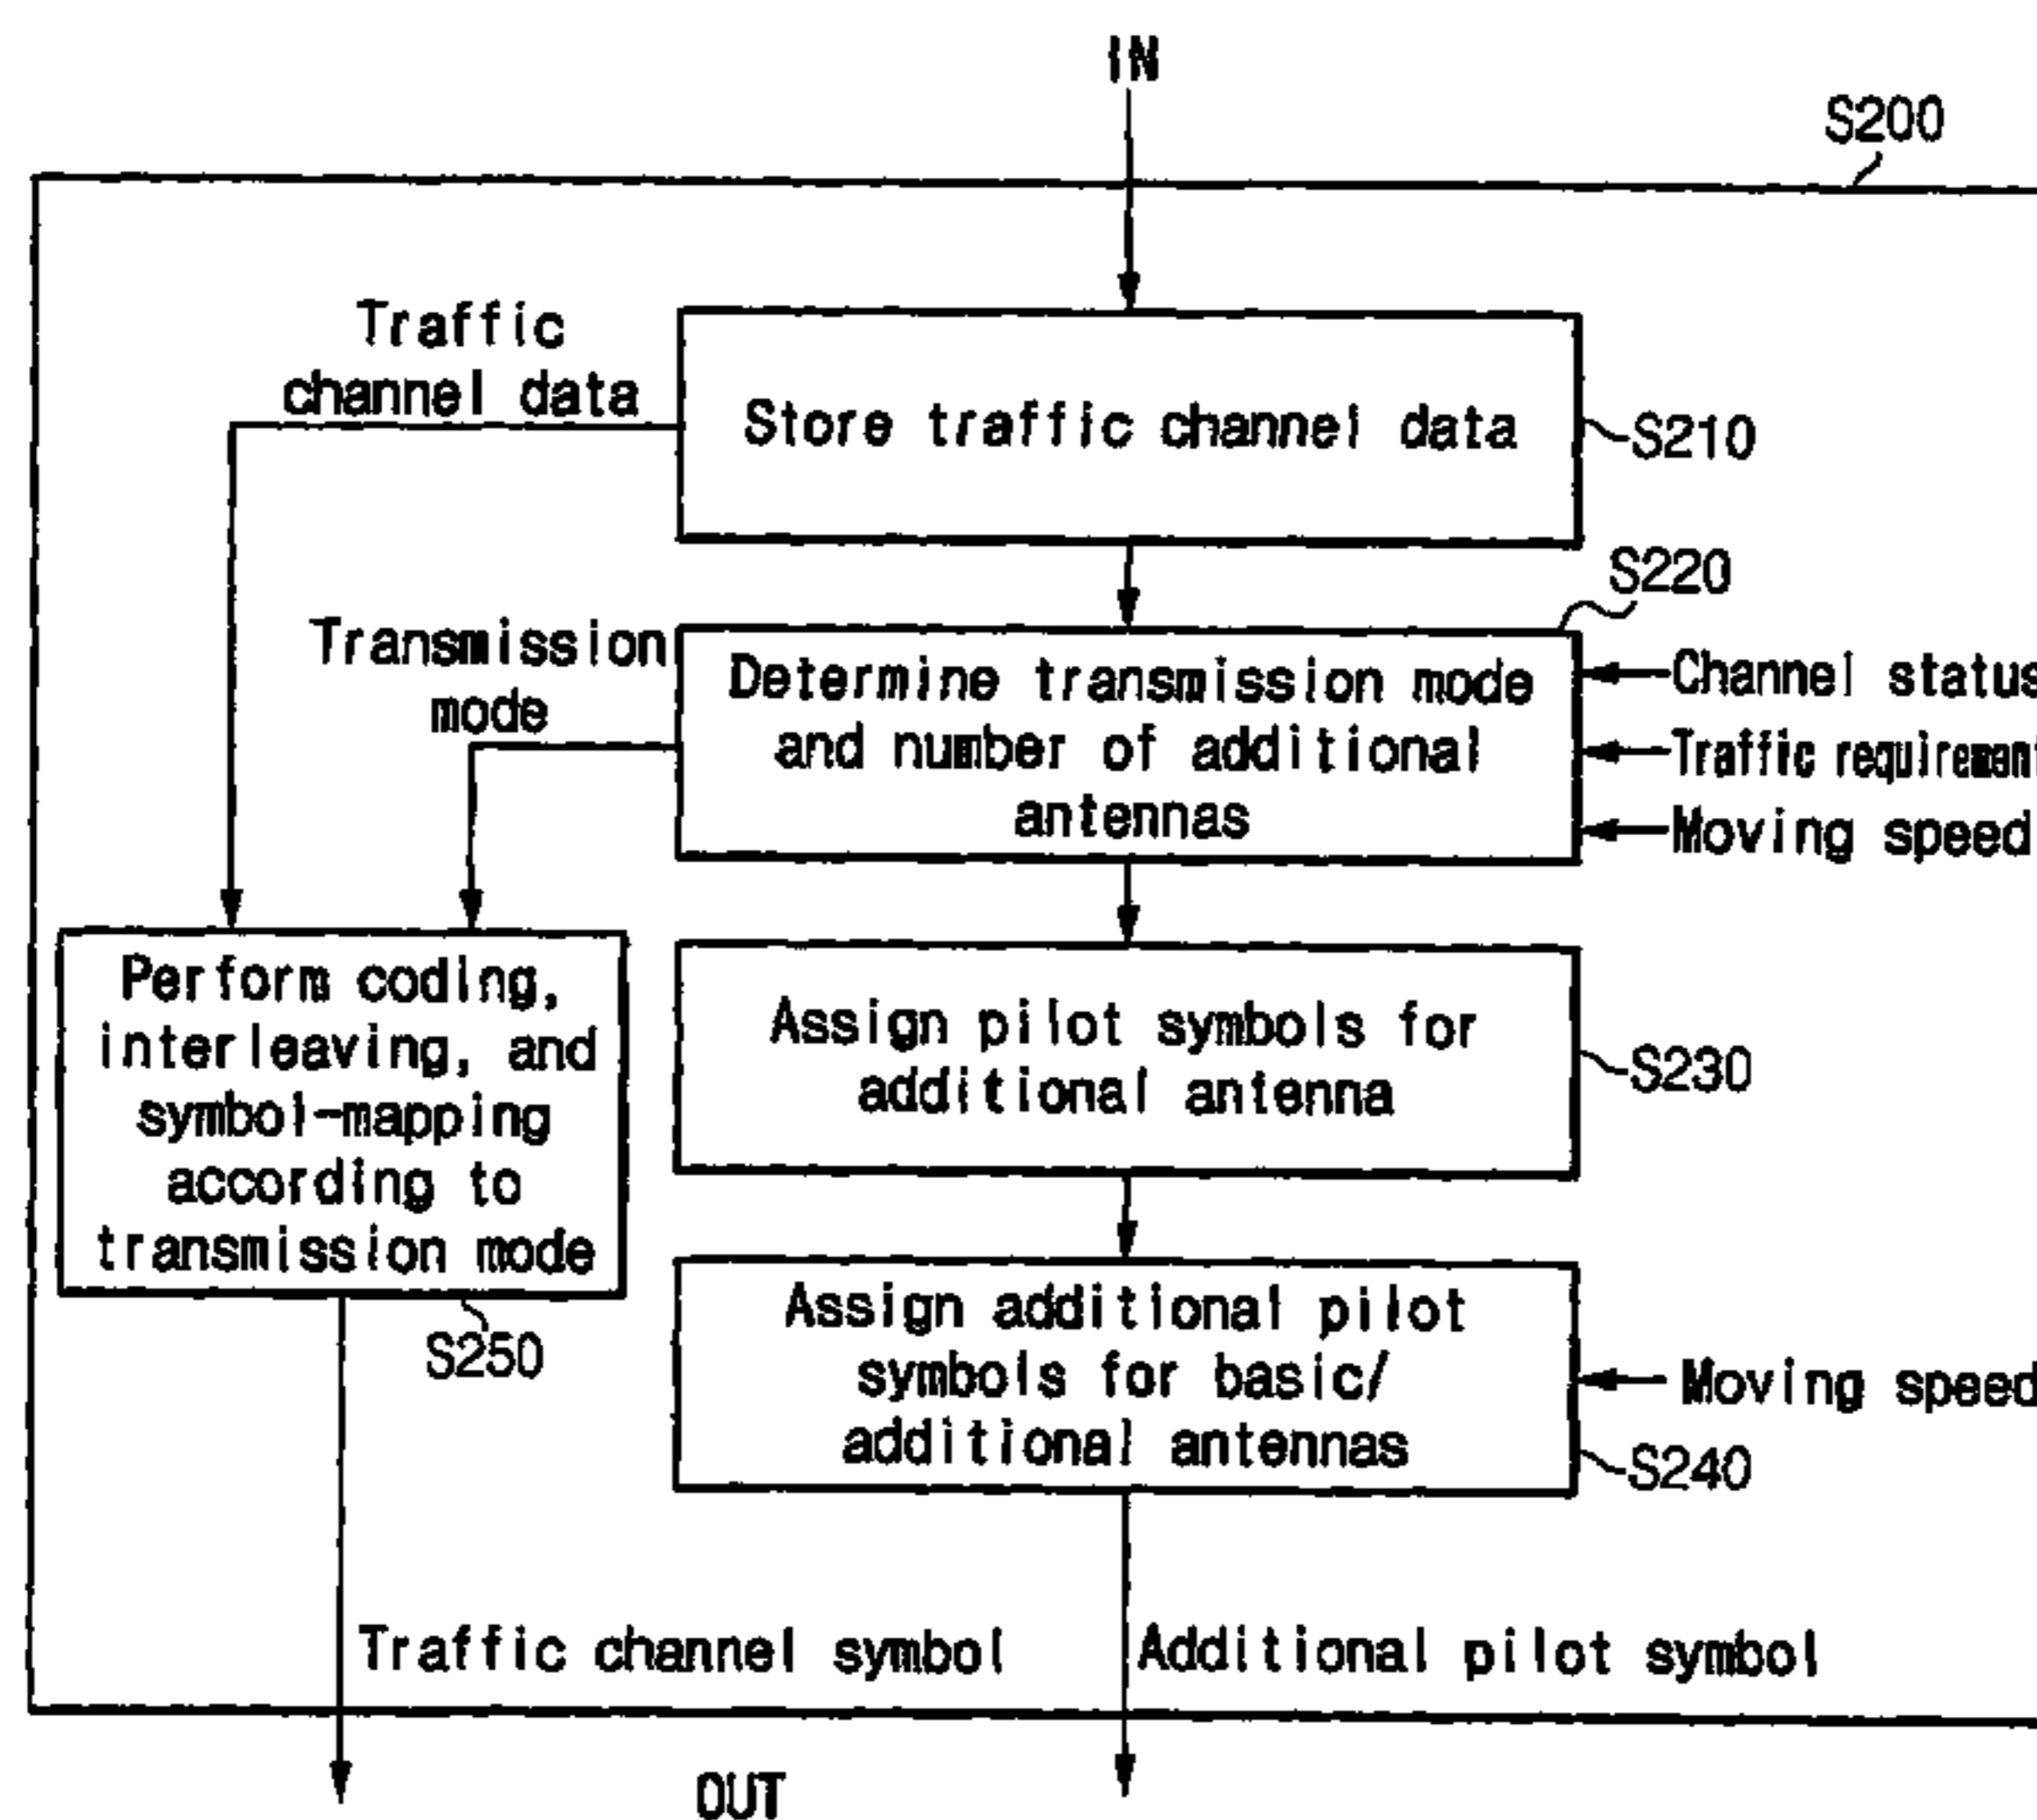 IN
S200
Traffic
channel data
Store traffic channel data
S210
S220
Transmission
mode
Determine transmission mode
and number of additional
antennas
Channel status
Traffic requirement
Moving speed
Perform coding,
interleaving, and
symbol-mapping
according to
transmission mode
S250
Assign pilot symbols for
additional antenna
S230
Assign additional pilot
symbols for basic/
additional antennas
Moving speed
S240
Traffic channel symbol
Additional pilot symbol
OUT